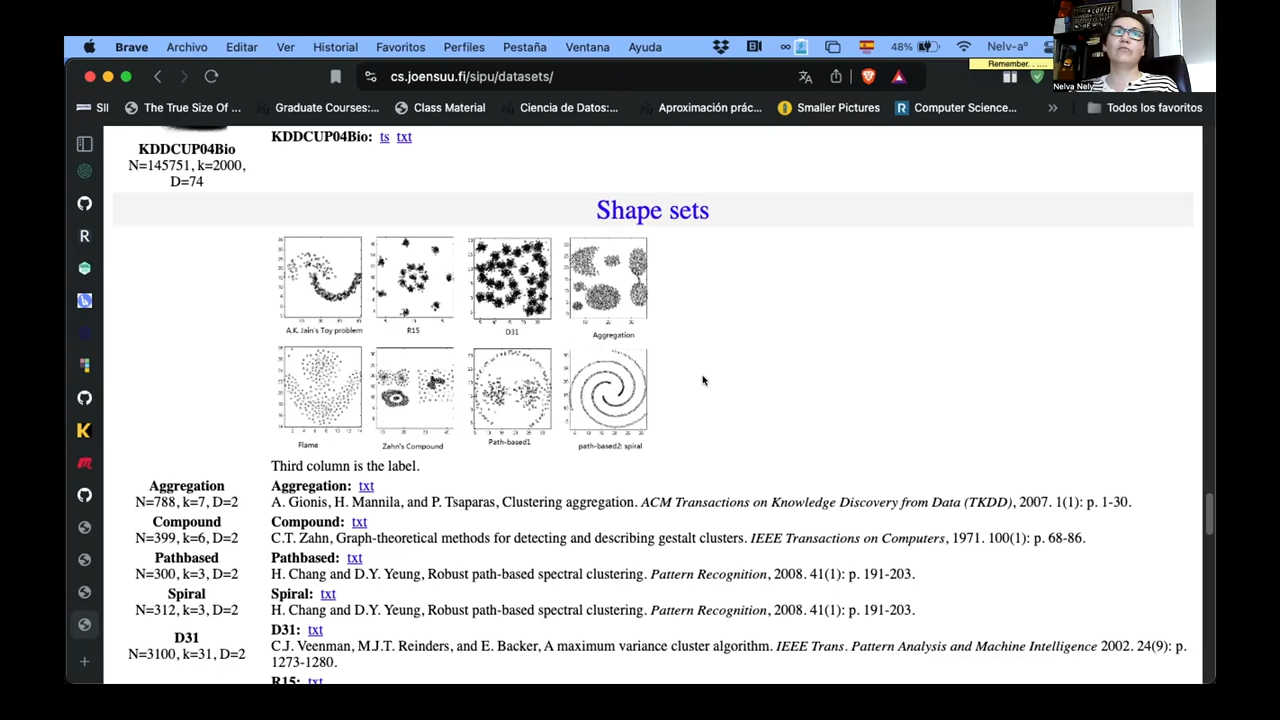 Brave Archivo Editar Ver Historial Favoritos Perfiles Pestaña Ventana Ayuda 48% Nelv-aº
Remember. . . . .
Nelva Nely
cs.joensuu.fi/sipu/datasets/
SII The True Size Of ... Graduate Courses:... Class Material Ciencia de Datos:... Aproximación prác... Smaller Pictures Computer Science... » Todos los favoritos
KDDCUP04Bio: ts txt
KDDCUP04Bio
N=145751, k=2000,
D=74
Shape sets
A.K. Jain's Toy problem R15 D31 Aggregation
Flame Zahn's Compound Path-based1 path-based2: spiral
Third column is the label.
Aggregation Aggregation: txt
N=788, k=7, D=2 A. Gionis, H. Mannila, and P. Tsaparas, Clustering aggregation. ACM Transactions on Knowledge Discovery from Data (TKDD), 2007. 1(1): p. 1-30.
Compound Compound: txt
N=399, k=6, D=2 C.T. Zahn, Graph-theoretical methods for detecting and describing gestalt clusters. IEEE Transactions on Computers, 1971. 100(1): p. 68-86.
Pathbased Pathbased: txt
N=300, k=3, D=2 H. Chang and D.Y. Yeung, Robust path-based spectral clustering. Pattern Recognition, 2008. 41(1): p. 191-203.
Spiral Spiral: txt
N=312, k=3, D=2 H. Chang and D.Y. Yeung, Robust path-based spectral clustering. Pattern Recognition, 2008. 41(1): p. 191-203.
D31 D31: txt
N=3100, k=31, D=2 C.J. Veenman, M.J.T. Reinders, and E. Backer, A maximum variance cluster algorithm. IEEE Trans. Pattern Analysis and Machine Intelligence 2002. 24(9): p.
1273-1280.
R15: txt